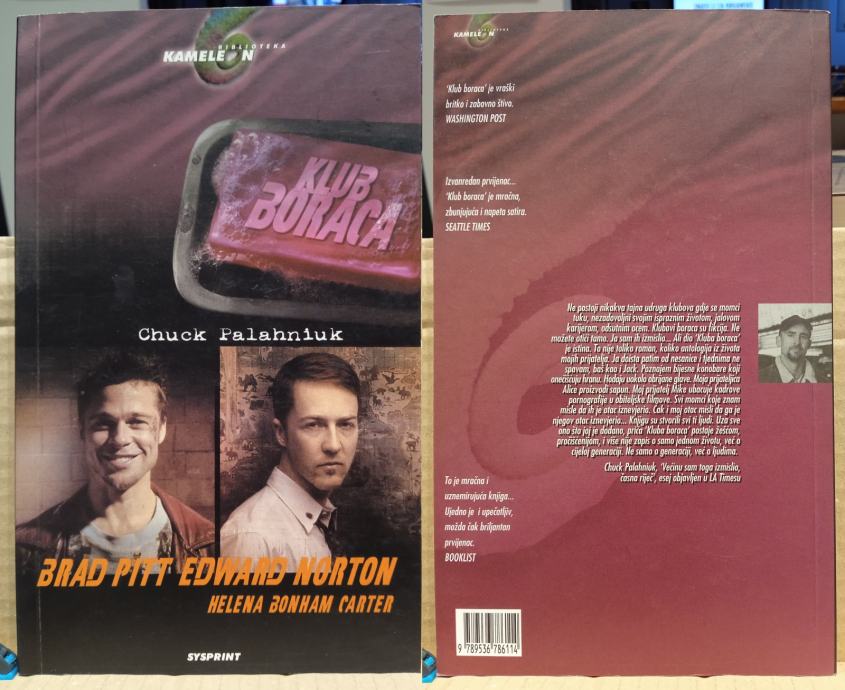 BIBLIOTEKA
KAMELEON
KLUB
BORACA
Chuck Palahniuk
BRAD PITT EDWARD NORTON
HELENA BONHAM CARTER
SYSPRINT
BIBLIOTEKA
KAMELEON
'Klub boraca' je vraški
britko i zabavno štivo.
WASHINGTON POST
Izvanredan prvijenac...
'Klub boraca' je mračna,
zbunjujuća i napeta satira.
SEATTLE TIMES
Ne postoji nikakva tajna udruga klubova gdje se momci
tuku, nezadovoljni svojim ispraznim životom, jalovom
karijerom, odsutnim ocem. Klubovi boraca su fikcija. Ne
možete otići tamo. Ja sam ih izmislio... Ali do 'Kluba boraca'
je istina. To nije toliko roman, koliko antologija iz života
mojih prijatelja. Ja doista patim od nesanice i tjednima ne
spavam, baš kao i Jack. Poznajem bijesne konobare koji
onečišćuju hranu. Hodaju uokolo obrijane glave. Moja prijateljica
Alice proizvodi sapun. Moj prijatelj Mike ubacuje kadrove
pornografije u obiteljske filmove. Svi momci koje znam
misle da ih je otac iznevjerio. Čak i moj otac misli da ga je
njegov otac iznevjerio... Knjigu su stvorili svi ti ljudi. Uza sve
ono što joj je dodano, priča 'Kluba boraca' postaje žešćom,
pročišćenijom, i više nije zapis o samo jednom životu, već o
cijeloj generaciji. Ne samo o generaciji, već o ljudima.
Chuck Palahniuk, 'Većinu sam toga izmislio,
časna riječ', esej objavljen u LA Timesu
To je mračna i
uznemirujuća knjiga...
Ujedno je i upečatljiv,
možda čak briljantan
prvijenac.
BOOKLIST
9 789536 786114